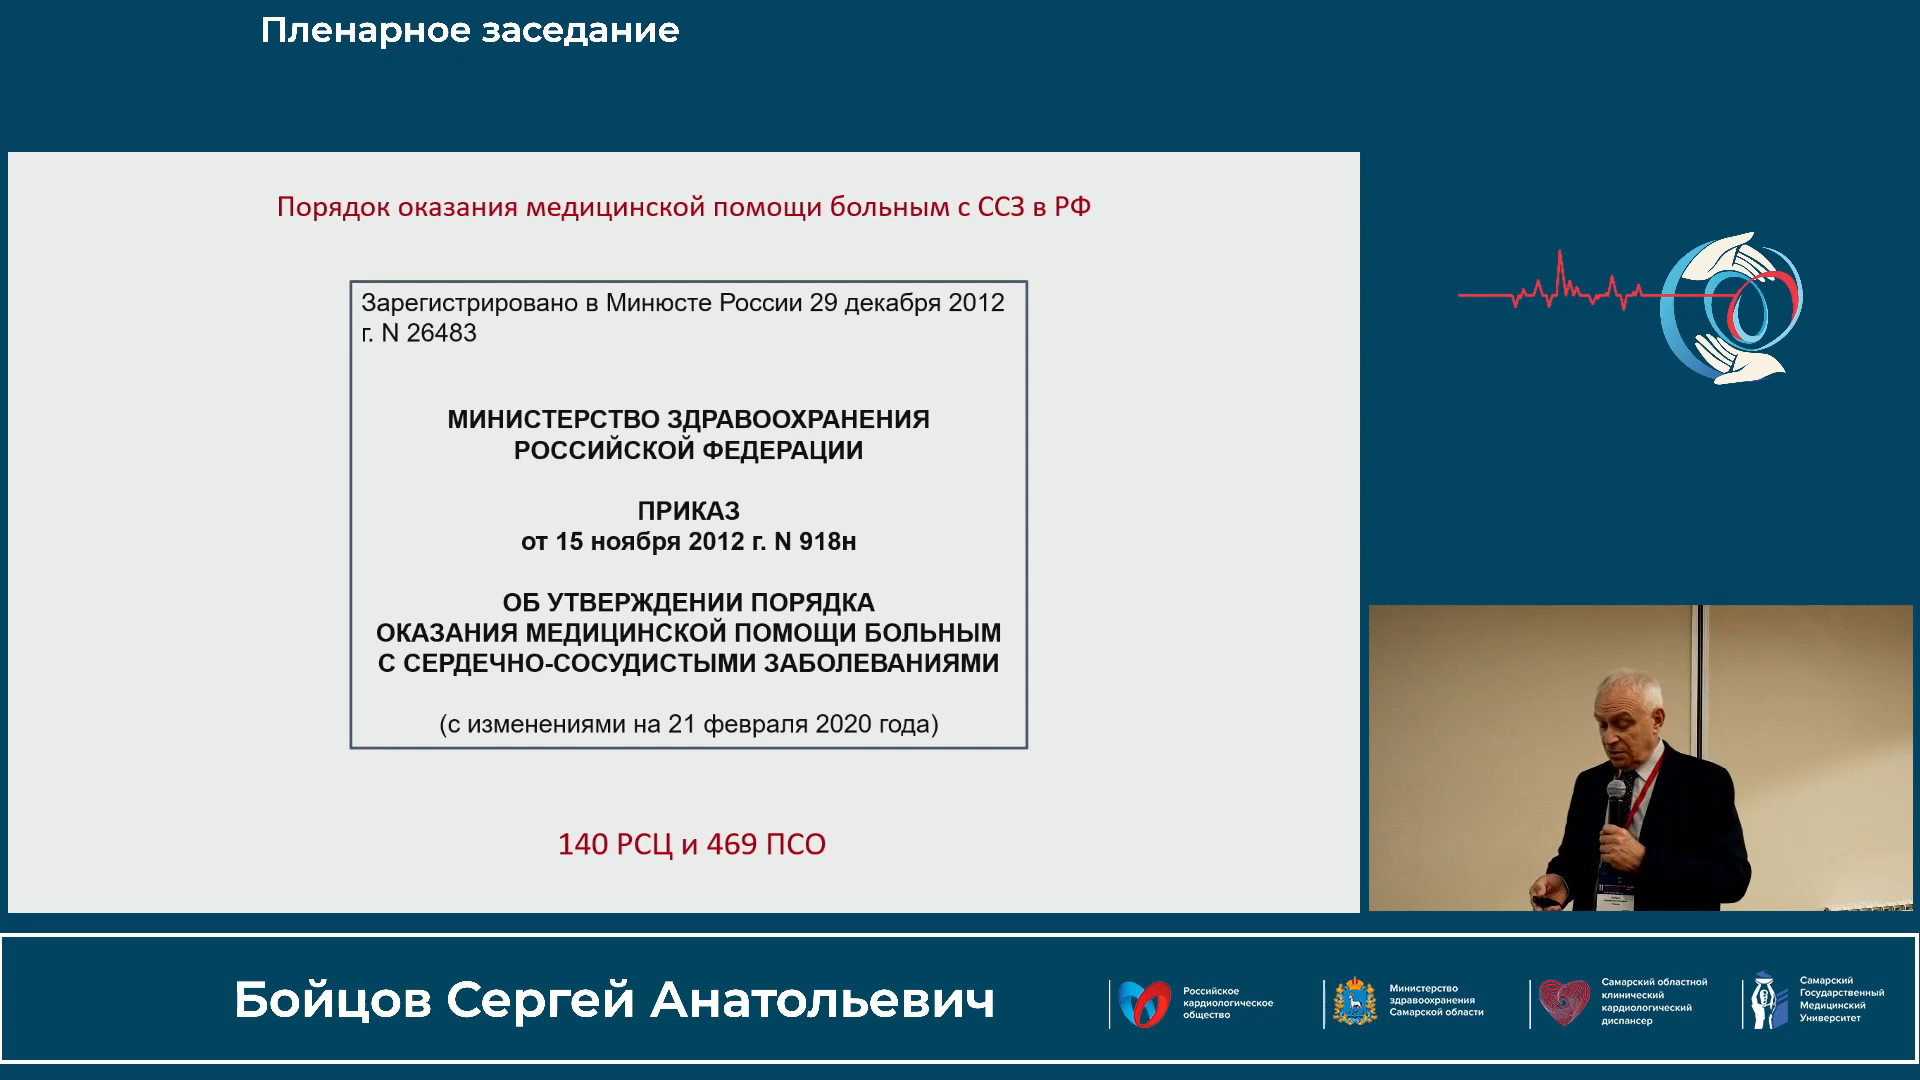 Пленарное заседание
Порядок оказания медицинской помощи больным с ССЗ в РФ
Зарегистрировано в Минюсте России 29 декабря 2012
г. N 26483
МИНИСТЕРСТВО ЗДРАВООХРАНЕНИЯ
РОССИЙСКОЙ ФЕДЕРАЦИИ
ПРИКАЗ
от 15 ноября 2012 г. N 918н
ОБ УТВЕРЖДЕНИИ ПОРЯДКА
ОКАЗАНИЯ МЕДИЦИНСКОЙ ПОМОЩИ БОЛЬНЫМ
С СЕРДЕЧНО-СОСУДИСТЫМИ ЗАБОЛЕВАНИЯМИ
(с изменениями на 21 февраля 2020 года)
140 РСЦ и 469 ПСО
Бойцов Сергей Анатольевич
Российское
кардиологическое
общество
Министерство
здравоохранения
Самарской области
Самарский областной
клинический
кардиологический
диспансер
Самарский
Государственный
Медицинский
Университет